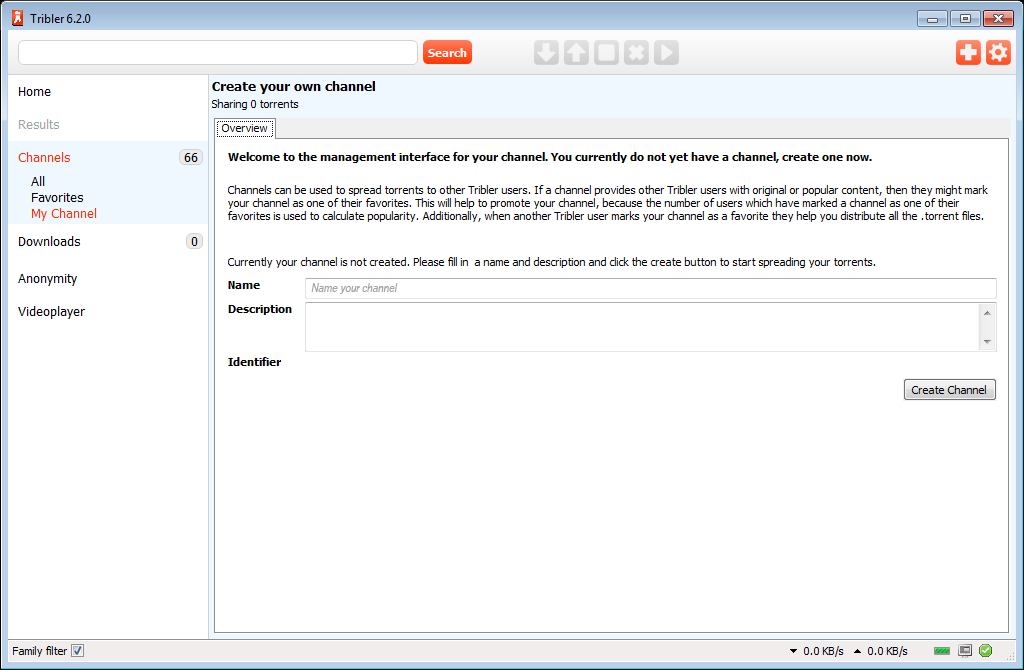 Tribler 6.2.0
Search
Home
Results
Channels 66
All
Favorites
My Channel
Downloads 0
Anonymity
Videoplayer
Create your own channel
Sharing 0 torrents
Overview
Welcome to the management interface for your channel. You currently do not yet have a channel, create one now.
Channels can be used to spread torrents to other Tribler users. If a channel provides other Tribler users with original or popular content, then they might mark
your channel as one of their favorites. This will help to promote your channel, because the number of users which have marked a channel as one of their
favorites is used to calculate popularity. Additionally, when another Tribler user marks your channel as a favorite they help you distribute all the .torrent files.
Currently your channel is not created. Please fill in  a name and description and click the create button to start spreading your torrents.
Name
Name your channel
Description
Identifier
Create Channel
Family filter
0.0 KB/s 0.0 KB/s